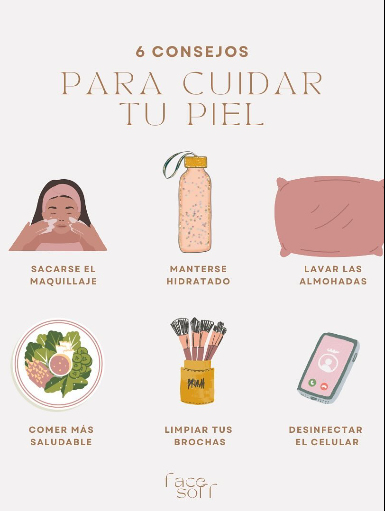 6 CONSEJOS
PARA CUIDAR
TU PIEL
SACARSE EL
MAQUILLAJE
MANTERSE
HIDRATADO
LAVAR LAS
ALMOHADAS
COMER MÁS
SALUDABLE
LIMPIAR TUS
BROCHAS
DESINFECTAR
EL CELULAR
face
soff